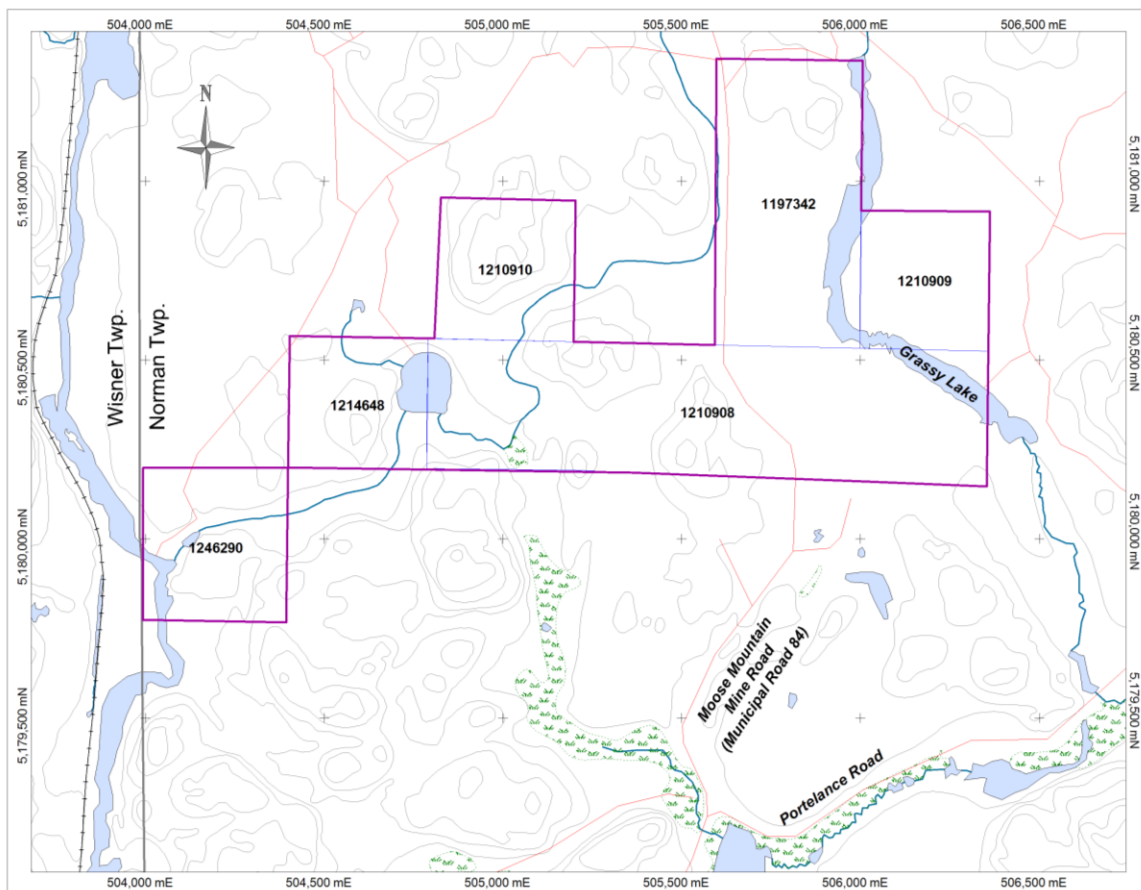 504,000 mE 504,500 mE 505,000 mE 505,500 mE 506,000 mE 506,500 mE
N
5,181,000 mN
5,181,000 mN
1197342
1210910
1210909
Wisner Twp.
Norman Twp.
5,180,500 mN
5,180,500 mN
Grassy Lake
1214648
1210908
5,180,000 mN
5,180,000 mN
1246290
Moose Mountain
Mine Road
(Municipal Road 84)
5,179,500 mN
5,179,500 mN
Portelance Road
504,000 mE 504,500 mE 505,000 mE 505,500 mE 506,000 mE 506,500 mE